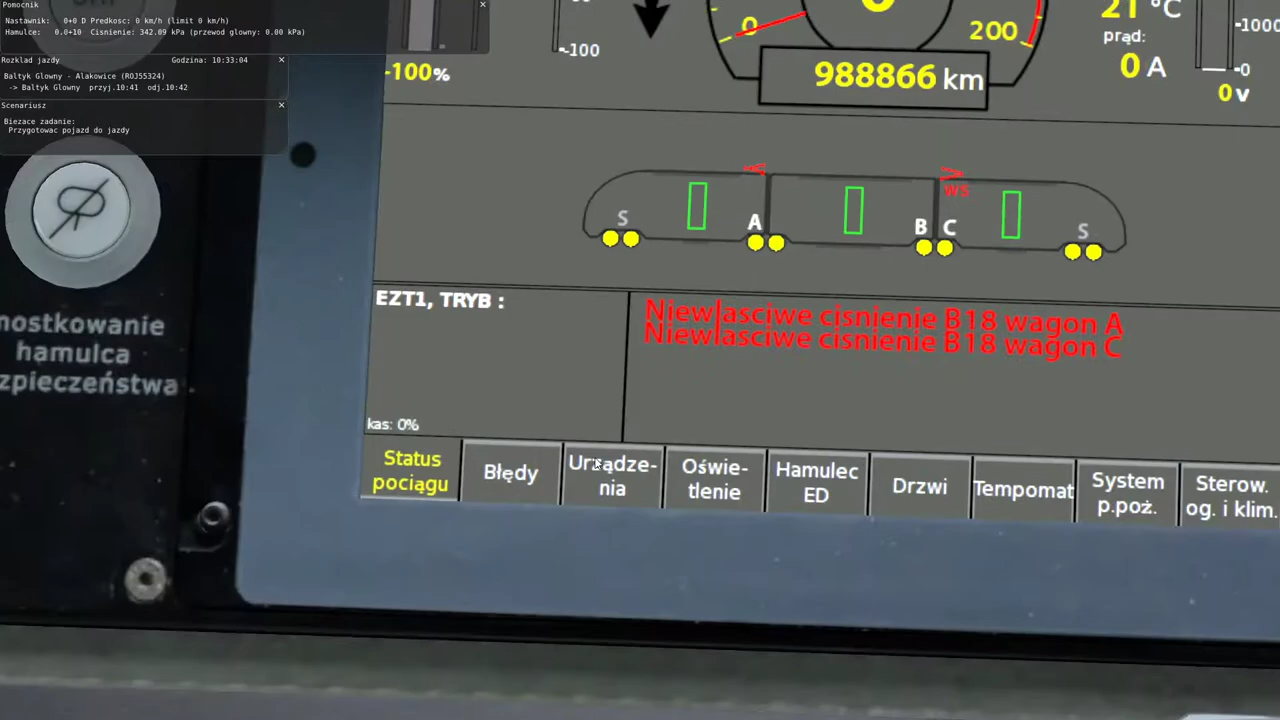 Pomocnik
Nastawnik: 0+0 D Predkosc: 0 km/h (limit 0 km/h)
Hamulce: 0.0+10 Cisnienie: 342.09 kPa (przewod glowny: 0.00 kPa)
Rozklad jazdy Godzina: 10:33:04
Baltyk Glowny - Alakowice (ROJ55324)
-> Baltyk Glowny przyj.10:41 odj.10:42
Scenariusz
Biezace zadanie:
Przygotowac pojazd do jazdy
-100%
-100
0
200
988866 km
21 °C
prąd:
0 A
1000
0
0 v
S
A
B
C
WS
S
EZT1, TRYB :
kas: 0%
Niewlasciwe cisnienie B18 wagon A
Niewlasciwe cisnienie B18 wagon C
Status pociągu
Błędy
Urządze-
nia
Oświe-
tlenie
Hamulec
ED
Drzwi
Tempomat
System
p.poż.
Sterow.
og. i klim.
mostkowanie
hamulca
zpieczeństwa